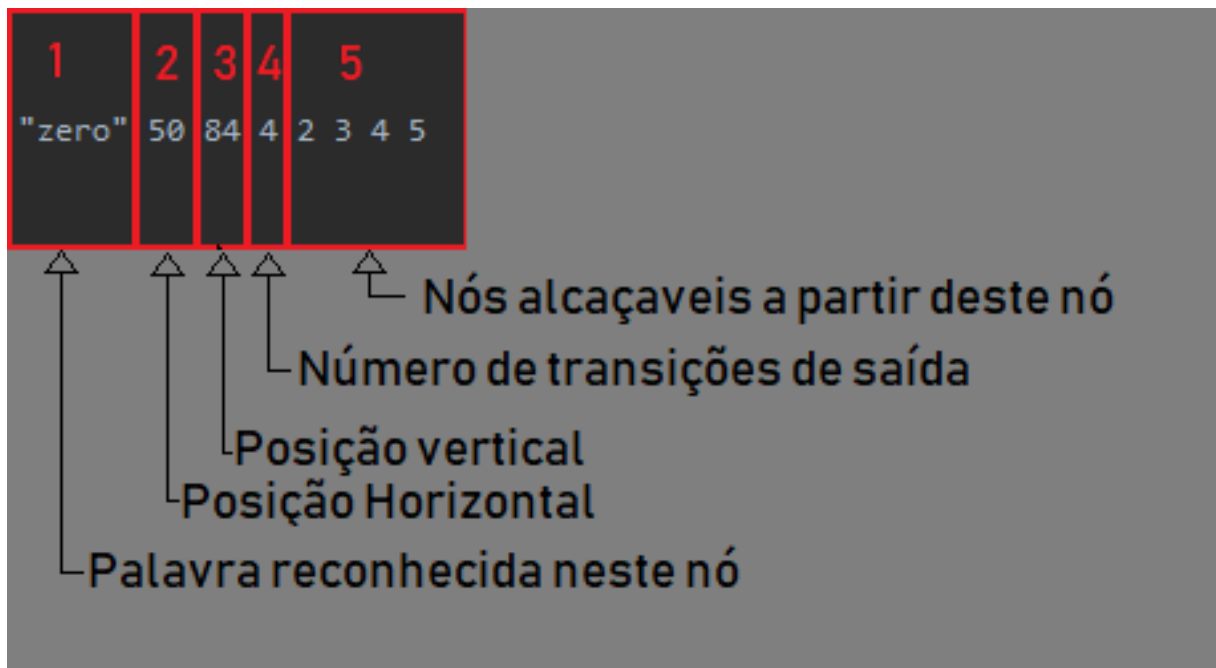 1 2 3 4 5
"zero" 50 84 4 2 3 4 5
Nós alcaçaveis a partir deste nó
Número de transições de saída
Posição vertical
Posição Horizontal
Palavra reconhecida neste nó